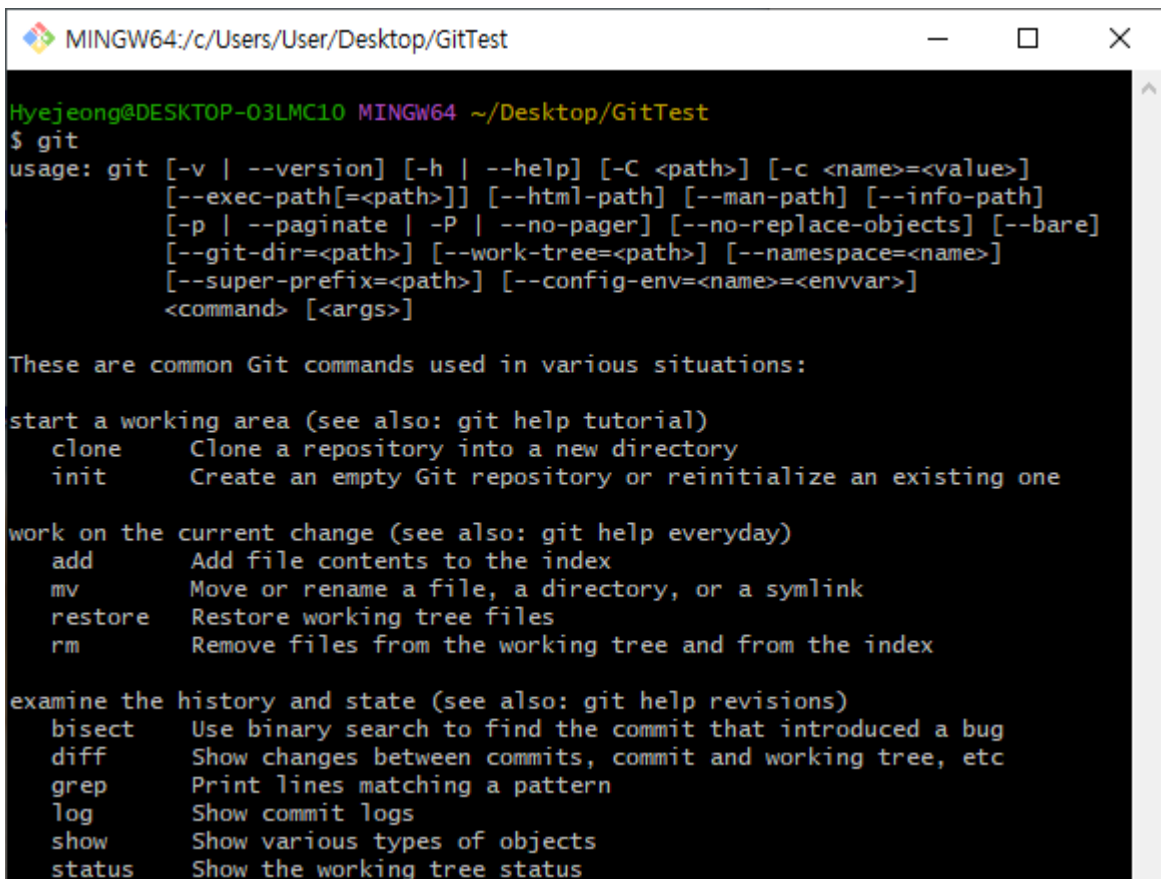 MINGW64:/c/Users/User/Desktop/GitTest
Hyejeong@DESKTOP-O3LMC10 MINGW64 ~/Desktop/GitTest
$ git
usage: git [-v | --version] [-h | --help] [-C <path>] [-c <name>=<value>]
           [--exec-path[=<path>]] [--html-path] [--man-path] [--info-path]
           [-p | --paginate | -P | --no-pager] [--no-replace-objects] [--bare]
           [--git-dir=<path>] [--work-tree=<path>] [--namespace=<name>]
           [--super-prefix=<path>] [--config-env=<name>=<envvar>]
           <command> [<args>]

These are common Git commands used in various situations:

start a working area (see also: git help tutorial)
   clone     Clone a repository into a new directory
   init      Create an empty Git repository or reinitialize an existing one

work on the current change (see also: git help everyday)
   add       Add file contents to the index
   mv        Move or rename a file, a directory, or a symlink
   restore   Restore working tree files
   rm        Remove files from the working tree and from the index

examine the history and state (see also: git help revisions)
   bisect    Use binary search to find the commit that introduced a bug
   diff      Show changes between commits, commit and working tree, etc
   grep      Print lines matching a pattern
   log       Show commit logs
   show      Show various types of objects
   status    Show the working tree status